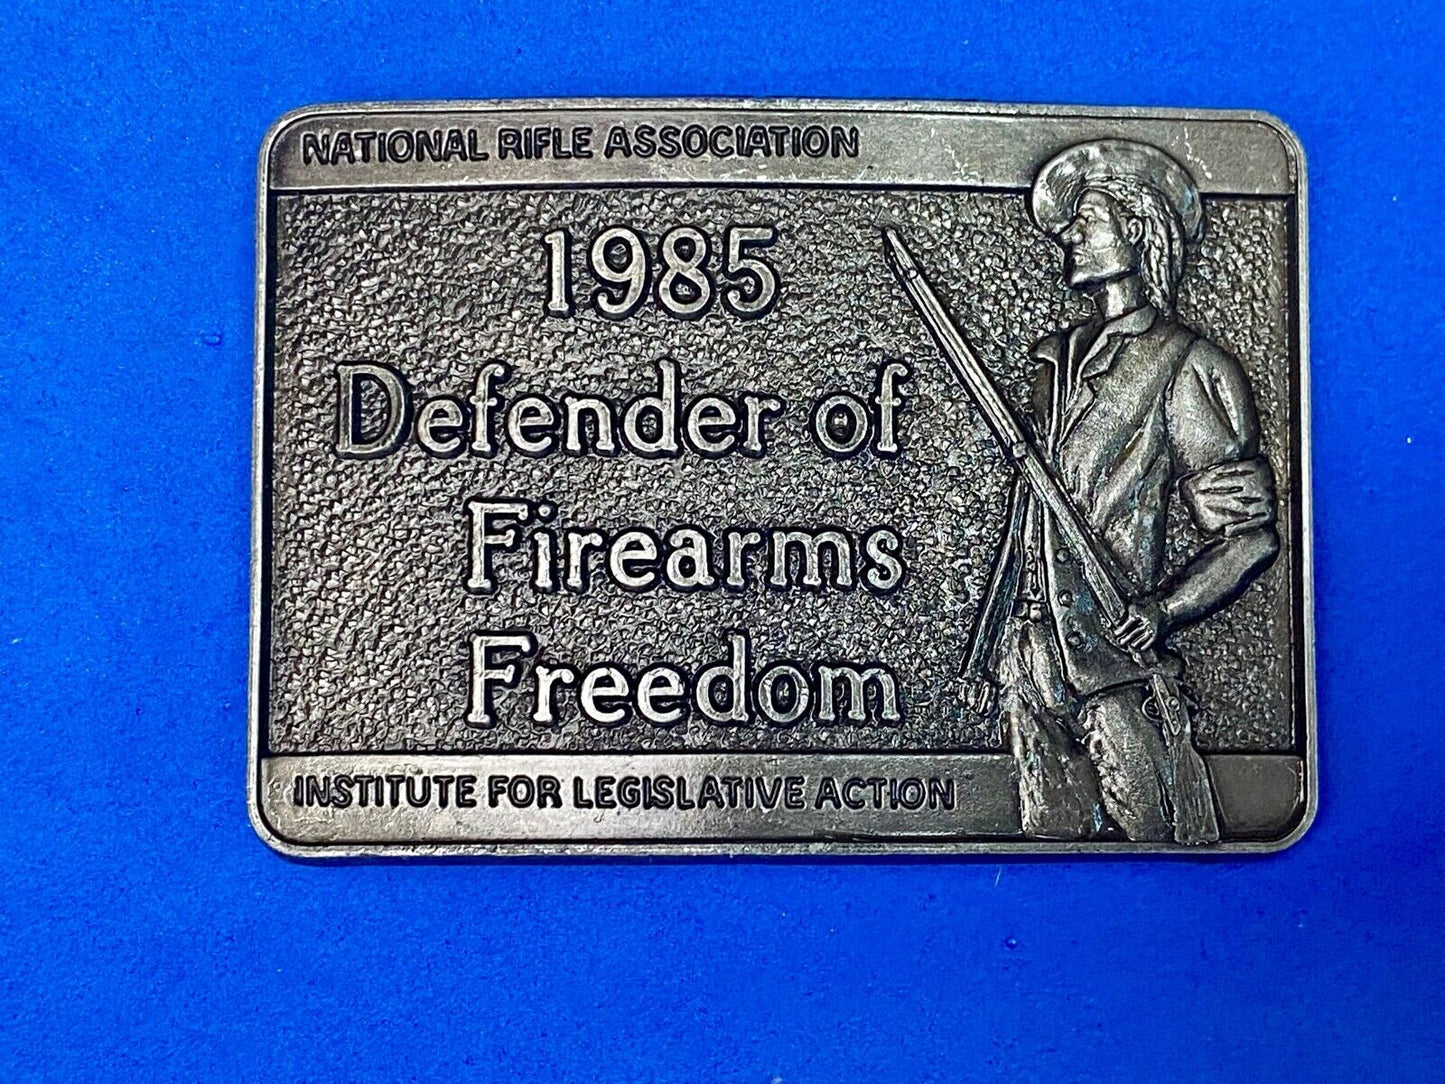 NATIONAL RIFLE ASSOCIATION
1985
Defender of
Firearms
Freedom
INSTITUTE FOR LEGISLATIVE ACTION